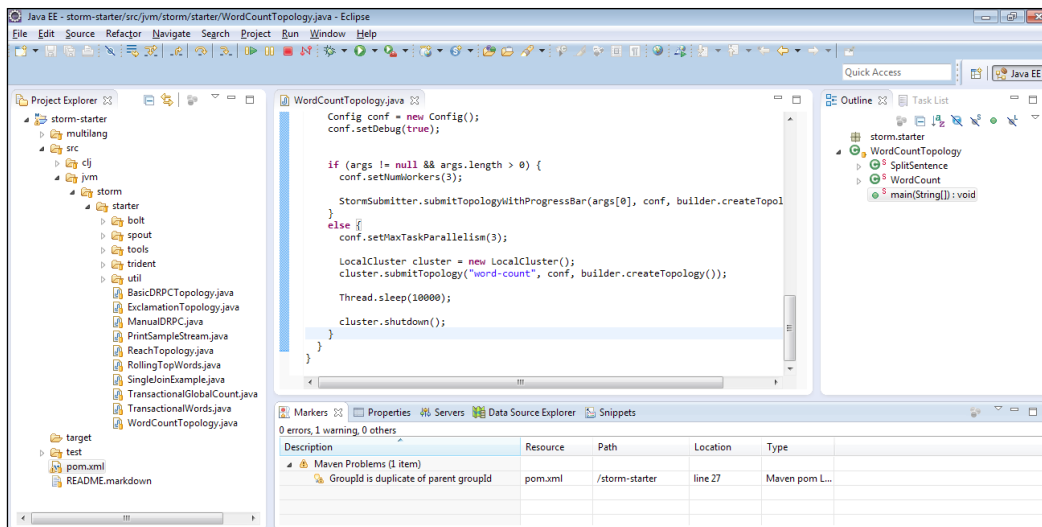 Java EE - storm-starter/src/jvm/storm/starter/WordCountTopology.java - Eclipse
File Edit Source Refactor Navigate Search Project Run Window Help
Quick Access
Java EE
Project Explorer
storm-starter
multilang
src
clj
jvm
storm
starter
bolt
spout
tools
trident
util
BasicDRPCTopology.java
ExclamationTopology.java
ManualDRPC.java
PrintSampleStream.java
ReachTopology.java
RollingTopWords.java
SingleJoinExample.java
TransactionalGlobalCount.java
TransactionalWords.java
WordCountTopology.java
target
test
pom.xml
README.markdown
WordCountTopology.java
Config conf = new Config();
conf.setDebug(true);
if (args != null && args.length > 0) {
conf.setNumWorkers(3);
StormSubmitter.submitTopologyWithProgressBar(args[0], conf, builder.createTopol
}
else {
conf.setMaxTaskParallelism(3);
LocalCluster cluster = new LocalCluster();
cluster.submitTopology("word-count", conf, builder.createTopology());
Thread.sleep(10000);
cluster.shutdown();
}
}
}
Outline Task List
storm.starter
WordCountTopology
SplitSentence
WordCount
main(String[]) : void
Markers Properties Servers Data Source Explorer Snippets
0 errors, 1 warning, 0 others
Description Resource Path Location Type
Maven Problems (1 item)
GroupId is duplicate of parent groupId pom.xml /storm-starter line 27 Maven pom L...